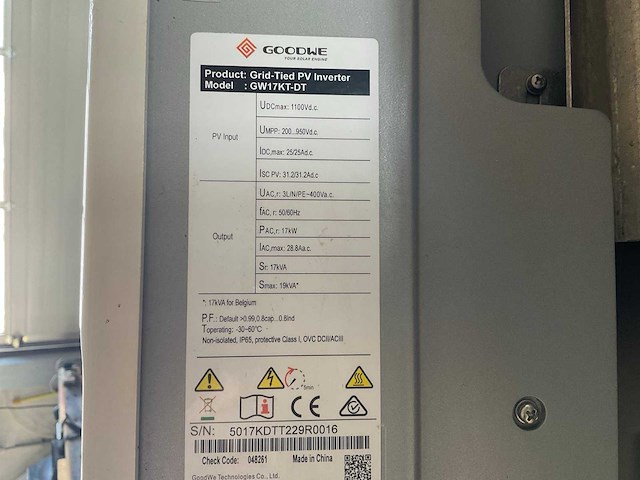 GOODWE
YOUR SOLAR ENGINE
Product: Grid-Tied PV Inverter
Model : GW17KT-DT
PV Input
UDCmax: 1100Vd.c.
UMPP: 200...950Vd.c.
IDC,max: 25/25Ad.c.
ISC PV: 31.2/31.2Ad.c.
Output
UAC,r: 3L/N/PE~400Va.c.
fAC,r: 50/60Hz
PAC,r: 17kW
IAC,max: 28.8Aa.c.
Sr: 17kVA
Smax: 19kVA*
*: 17kVA for Belgium
P.F.: Default >0.99,0.8cap...0.8ind
Toperating: -30~60°C
Non-isolated, IP65, protective Class I, OVC DCII/ACIII
5min
CE
S/N: 5017KDTT229R0016
Check Code: 048261 Made in China
GoodWe Technologies Co., Ltd.